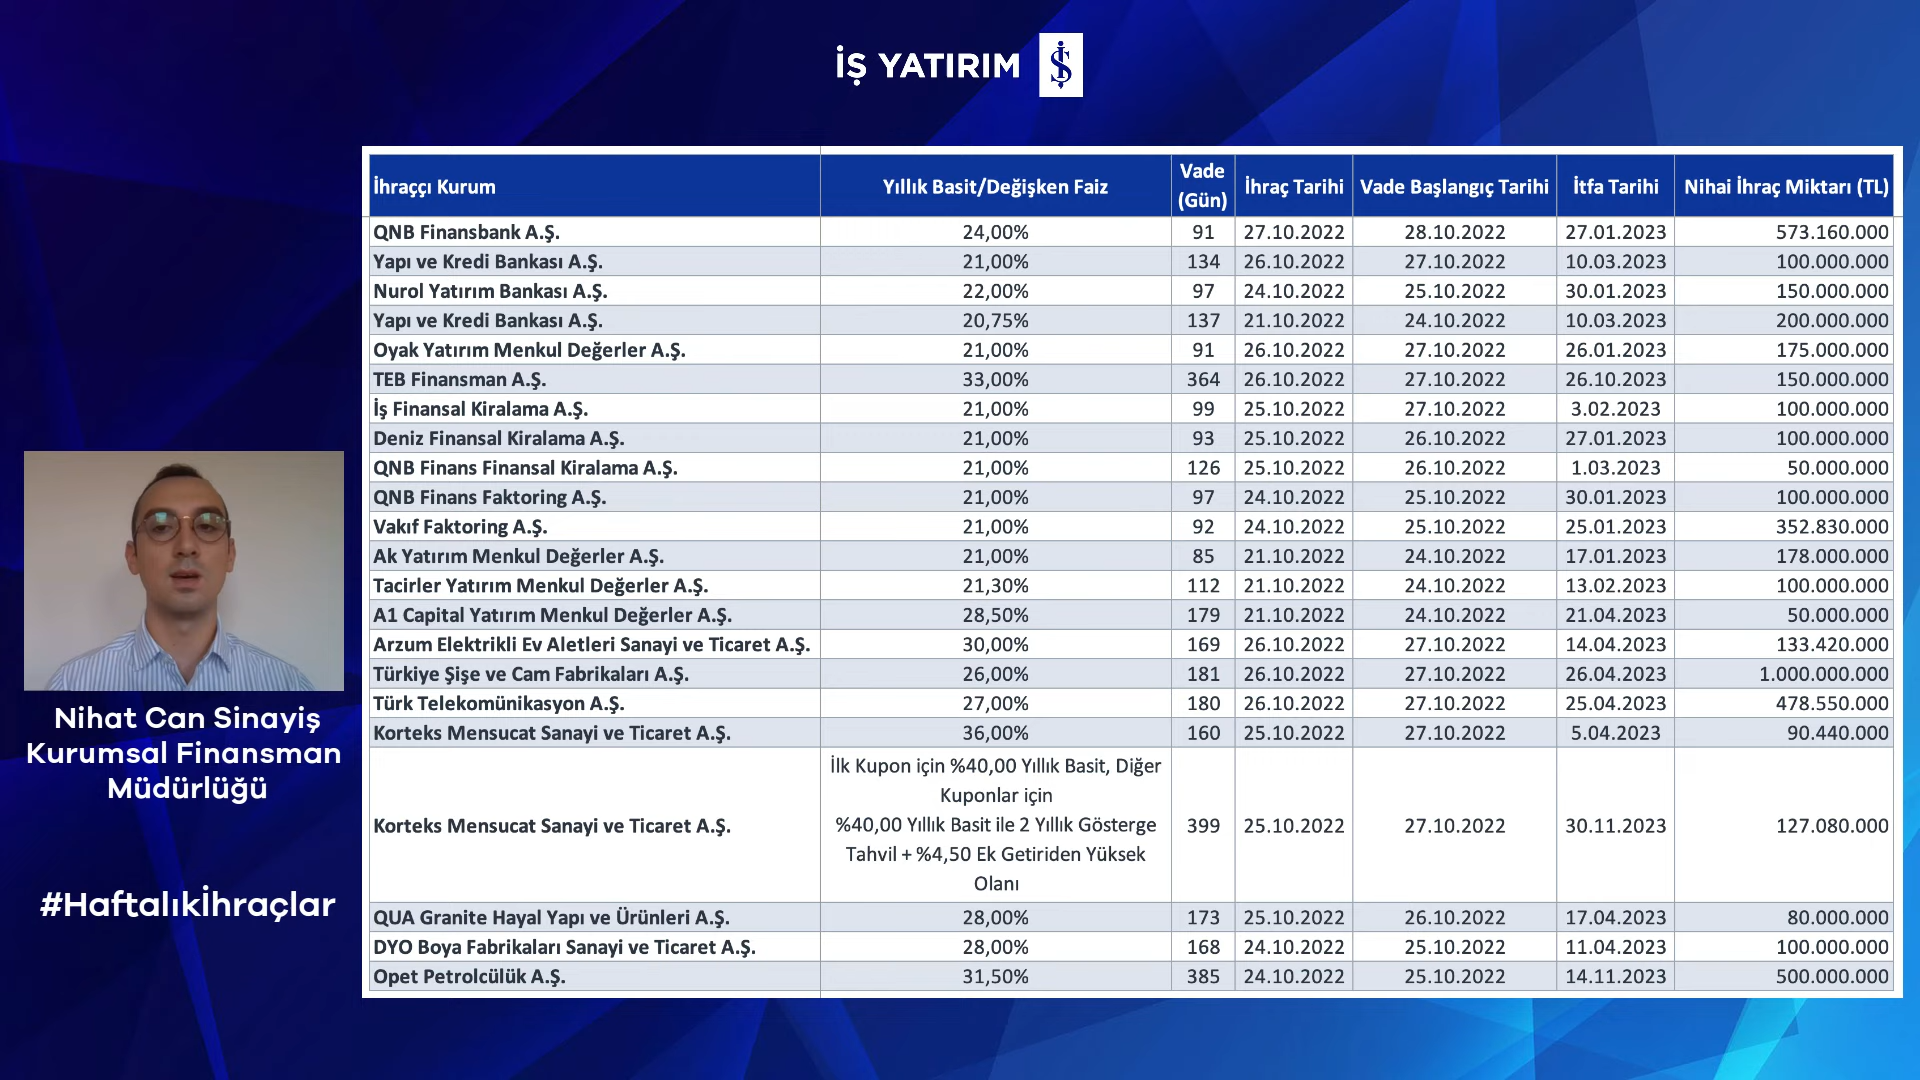 İŞ YATIRIM
İhraççı Kurum Yıllık Basit/Değişken Faiz Vade (Gün) İhraç Tarihi Vade Başlangıç Tarihi İtfa Tarihi Nihai İhraç Miktarı (TL)
QNB Finansbank A.Ş. 24,00% 91 27.10.2022 28.10.2022 27.01.2023 573.160.000
Yapı ve Kredi Bankası A.Ş. 21,00% 134 26.10.2022 27.10.2022 10.03.2023 100.000.000
Nurol Yatırım Bankası A.Ş. 22,00% 97 24.10.2022 25.10.2022 30.01.2023 150.000.000
Yapı ve Kredi Bankası A.Ş. 20,75% 137 21.10.2022 24.10.2022 10.03.2023 200.000.000
Oyak Yatırım Menkul Değerler A.Ş. 21,00% 91 26.10.2022 27.10.2022 26.01.2023 175.000.000
TEB Finansman A.Ş. 33,00% 364 26.10.2022 27.10.2022 26.10.2023 150.000.000
İş Finansal Kiralama A.Ş. 21,00% 99 25.10.2022 27.10.2022 3.02.2023 100.000.000
Deniz Finansal Kiralama A.Ş. 21,00% 93 25.10.2022 26.10.2022 27.01.2023 100.000.000
QNB Finans Finansal Kiralama A.Ş. 21,00% 126 25.10.2022 26.10.2022 1.03.2023 50.000.000
QNB Finans Faktoring A.Ş. 21,00% 97 24.10.2022 25.10.2022 30.01.2023 100.000.000
Vakıf Faktoring A.Ş. 21,00% 92 24.10.2022 25.10.2022 25.01.2023 352.830.000
Ak Yatırım Menkul Değerler A.Ş. 21,00% 85 21.10.2022 24.10.2022 17.01.2023 178.000.000
Tacirler Yatırım Menkul Değerler A.Ş. 21,30% 112 21.10.2022 24.10.2022 13.02.2023 100.000.000
A1 Capital Yatırım Menkul Değerler A.Ş. 28,50% 179 21.10.2022 24.10.2022 21.04.2023 50.000.000
Arzum Elektrikli Ev Aletleri Sanayi ve Ticaret A.Ş. 30,00% 169 26.10.2022 27.10.2022 14.04.2023 133.420.000
Türkiye Şişe ve Cam Fabrikaları A.Ş. 26,00% 181 26.10.2022 27.10.2022 26.04.2023 1.000.000.000
Türk Telekomünikasyon A.Ş. 27,00% 180 26.10.2022 27.10.2022 25.04.2023 478.550.000
Korteks Mensucat Sanayi ve Ticaret A.Ş. 36,00% 160 25.10.2022 27.10.2022 5.04.2023 90.440.000
Korteks Mensucat Sanayi ve Ticaret A.Ş.
İlk Kupon için %40,00 Yıllık Basit, Diğer
Kuponlar için
%40,00 Yıllık Basit ile 2 Yıllık Gösterge
Tahvil + %4,50 Ek Getiriden Yüksek
Olanı
399 25.10.2022 27.10.2022 30.11.2023 127.080.000
QUA Granite Hayal Yapı ve Ürünleri A.Ş. 28,00% 173 25.10.2022 26.10.2022 17.04.2023 80.000.000
DYO Boya Fabrikaları Sanayi ve Ticaret A.Ş. 28,00% 168 24.10.2022 25.10.2022 11.04.2023 100.000.000
Opet Petrolcülük A.Ş. 31,50% 385 24.10.2022 25.10.2022 14.11.2023 500.000.000
Nihat Can Sinayiş
Kurumsal Finansman
Müdürlüğü
#Haftalıkİhraçlar